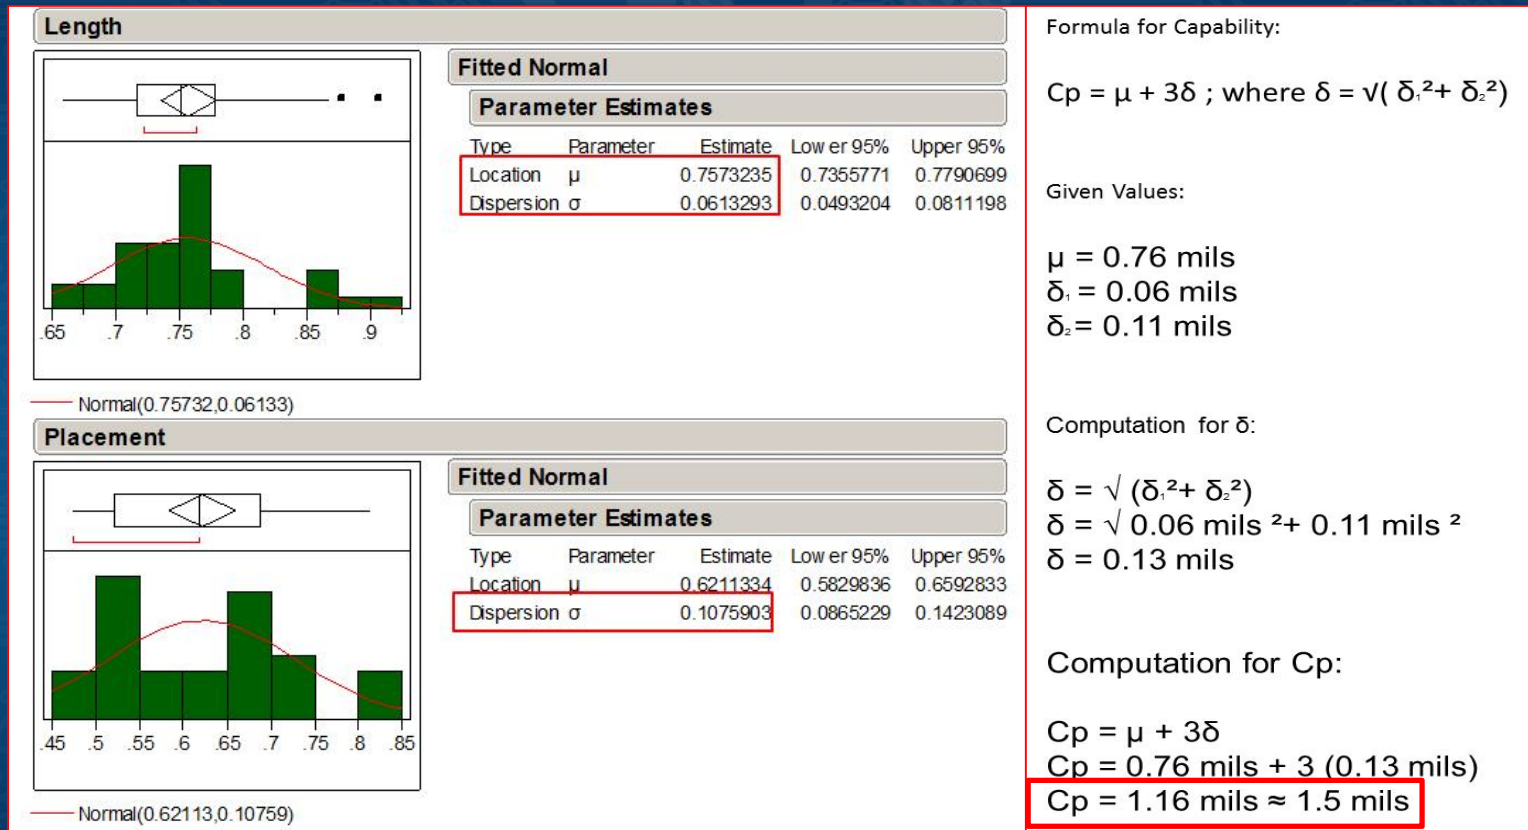 Length
Fitted Normal
Parameter Estimates
Type Parameter Estimate Lower 95% Upper 95%
Location μ 0.7573235 0.7355771 0.7790699
Dispersion σ 0.0613293 0.0493204 0.0811198
.65 .7 .75 .8 .85 .9
Normal(0.75732,0.06133)
Placement
Fitted Normal
Parameter Estimates
Type Parameter Estimate Lower 95% Upper 95%
Location μ 0.6211334 0.5829836 0.6592833
Dispersion σ 0.1075903 0.0865229 0.1423089
.45 .5 .55 .6 .65 .7 .75 .8 .85
Normal(0.62113,0.10759)
Formula for Capability:
Cp = μ + 3δ ; where δ = √( δ₁²+ δ₂²)
Given Values:
μ = 0.76 mils
δ₁ = 0.06 mils
δ₂ = 0.11 mils
Computation for δ:
δ = √ (δ₁²+ δ₂²)
δ = √ 0.06 mils ²+ 0.11 mils ²
δ = 0.13 mils
Computation for Cp:
Cp = μ + 3δ
Cp = 0.76 mils + 3 (0.13 mils)
Cp = 1.16 mils ≈ 1.5 mils